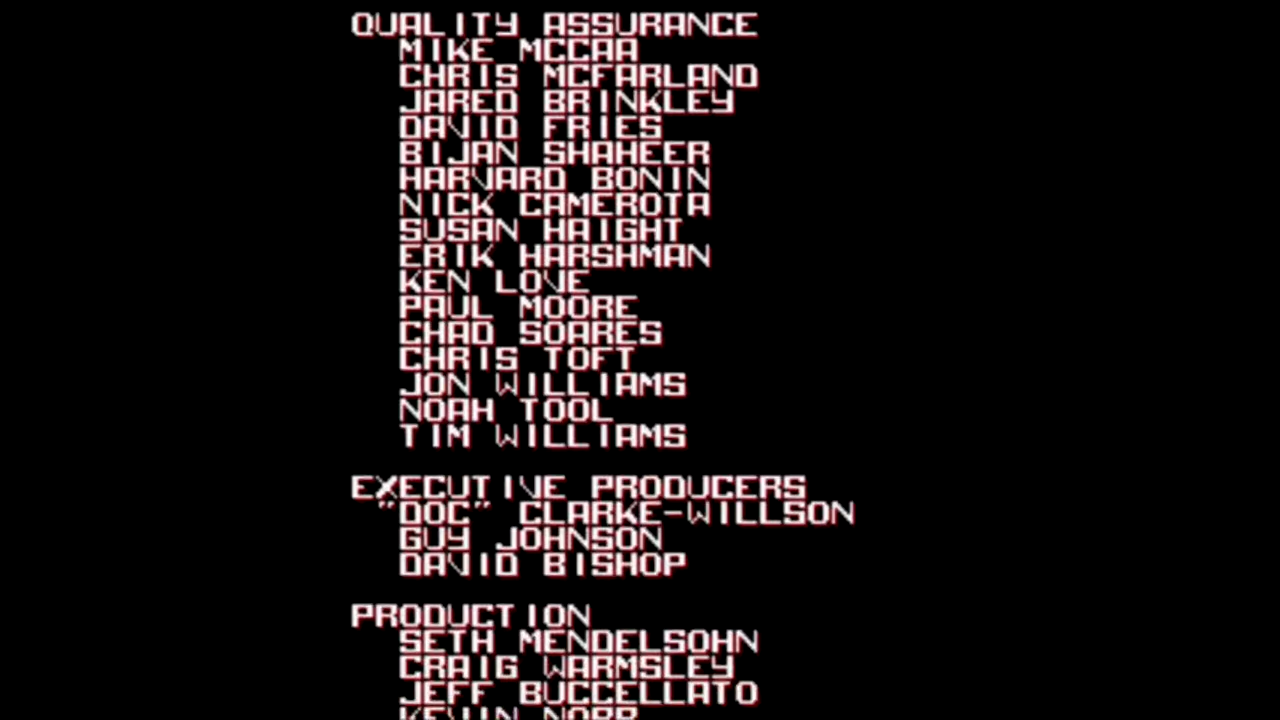 QUALITY ASSURANCE
MIKE MCCAA
CHRIS MCFARLAND
JARED BRINKLEY
DAVID FRIES
BIJAN SHAHEER
HARVARD BONIN
NICK CAMEROTA
SUSAN HAIGHT
ERIK HARSHMAN
KEN LOVE
PAUL MOORE
CHAD SOARES
CHRIS TOFT
JON WILLIAMS
NOAH TOOL
TIM WILLIAMS
EXECUTIVE PRODUCERS
"DOC" CLARKE-WILLSON
GUY JOHNSON
DAVID BISHOP
PRODUCTION
SETH MENDELSOHN
CRAIG WARMSLEY
JEFF BUCCELLATO
KEVIN